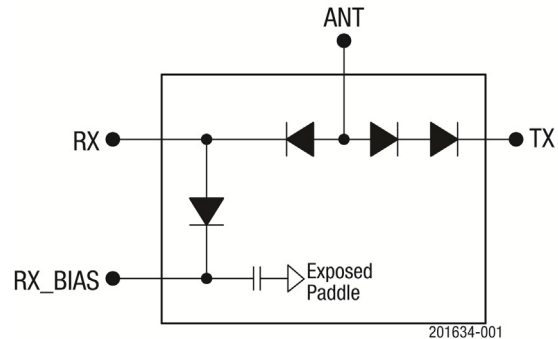 ANT
RX
TX
RX_BIAS
Exposed
Paddle
201634-001